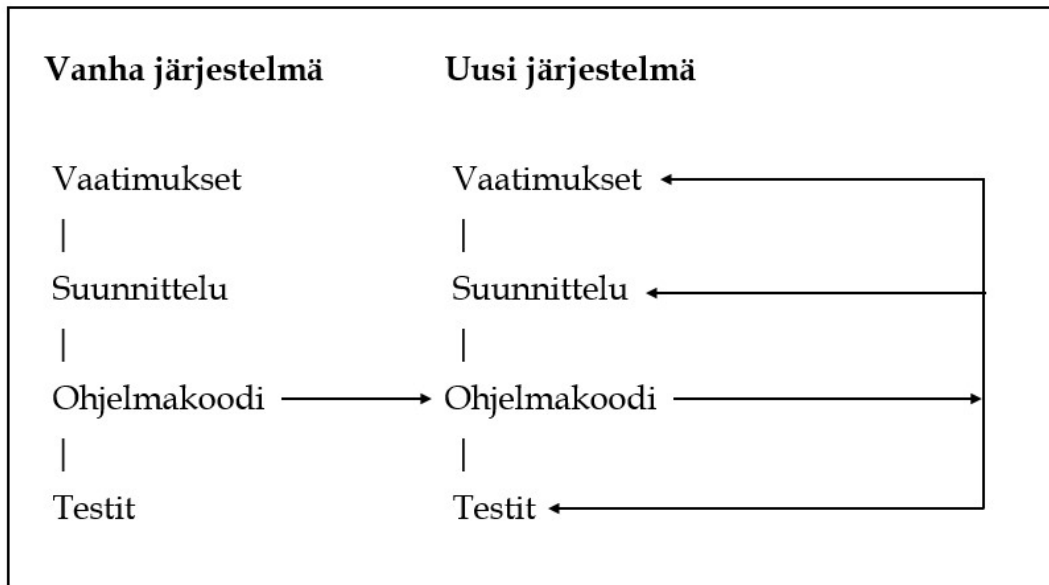 Vanha järjestelmä Uusi järjestelmä
Vaatimukset Vaatimukset
| |
Suunnittelu Suunnittelu
| |
Ohjelmakoodi Ohjelmakoodi
| |
Testit Testit